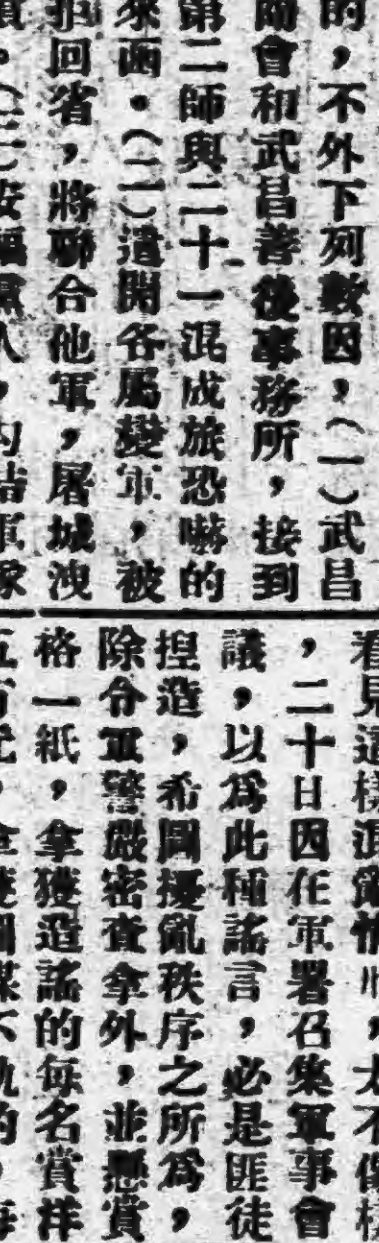 的，不外下列數因，（一）武昌
商會和武昌善後事務所，接到
第二師與二十一混成旅恐嚇的
來函。（二）遣開各屬變軍，被
押回省，將聯合他軍，屠城洩
看見這樣混亂情形，太不像樣
，二十日因在軍署召集軍事會
議，以爲此種謠言，必是匪徒
捏造，希圖擾亂秩序之所爲，
除令軍警嚴密查拿外，並懸賞
格一紙，拿獲造謠的每名賞洋